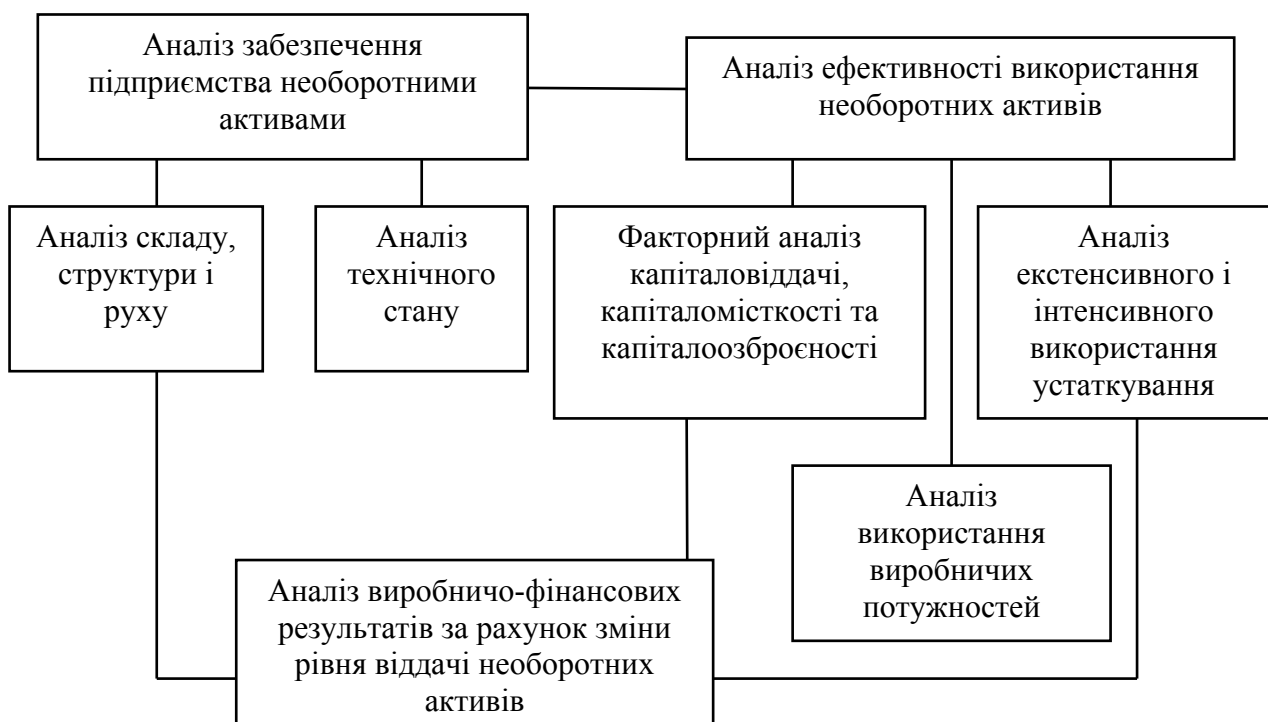 Аналіз забезпечення
підприємства необоротними
активами
Аналіз ефективності використання
необоротних активів
Аналіз складу,
структури і
руху
Аналіз
технічного
стану
Факторний аналіз
капіталовіддачі,
капіталомісткості та
капіталоозброєності
Аналіз
екстенсивного і
інтенсивного
використання
устаткування
Аналіз
використання
виробничих
потужностей
Аналіз виробничо-фінансових
результатів за рахунок зміни
рівня віддачі необоротних
активів